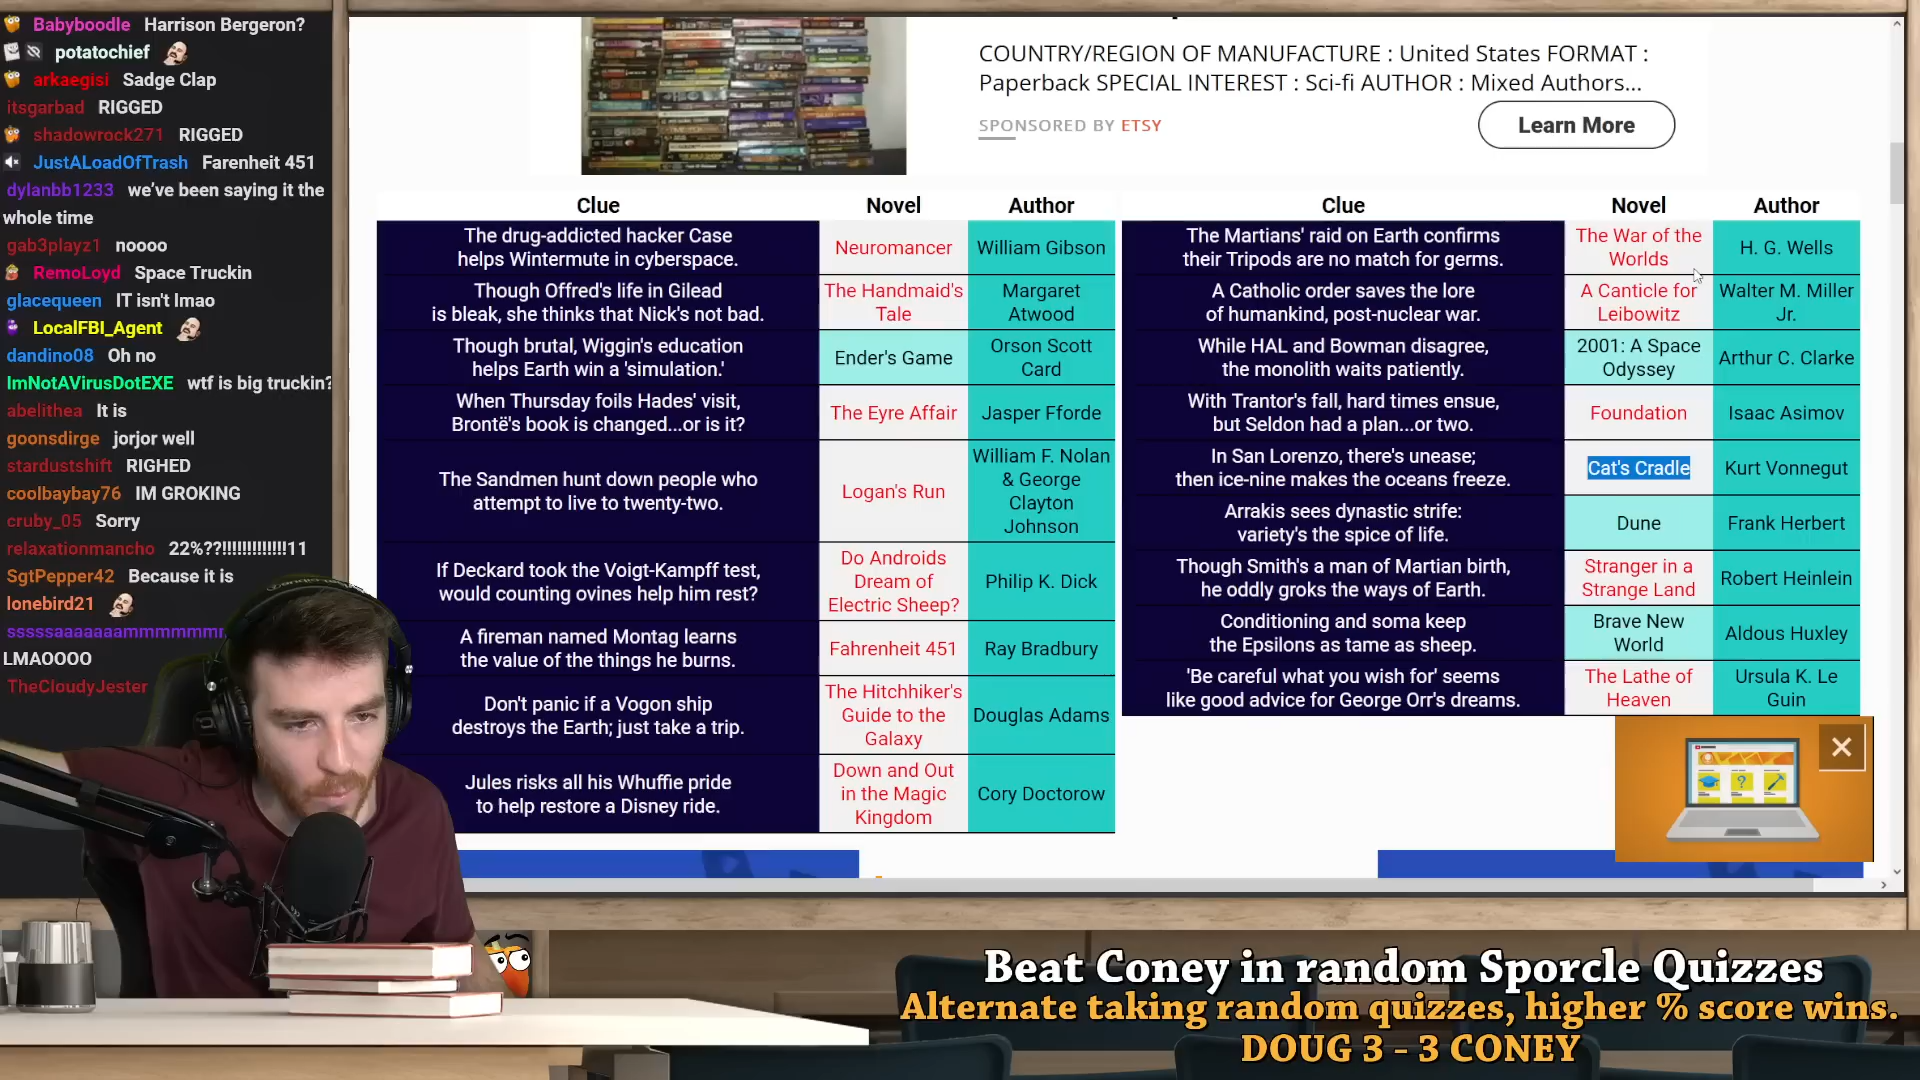 Babyboodle Harrison Bergeron?
potatochief
arkaegisi Sadge Clap
itsgarbad RIGGED
shadowrock271 RIGGED
JustALoadOfTrash Farenheit 451
dylanbb1233 we've been saying it the
whole time
gab3playz1 noooo
RemoLoyd Space Truckin
glacequeen IT isn't lmao
LocalFBI_Agent
dandino08 Oh no
ImNotAVirusDotEXE wtf is big truckin?
abelithea It is
goonsdirge jorjor well
stardustshift RIGHED
coolbaybay76 IM GROKING
cruby_05 Sorry
relaxationmancho 22%??!!!!!!!!!!!!!11
SgtPepper42 Because it is
lonebird21
sssssaaaaaaammmmmmm
LMAOOOO
TheCloudyJester
COUNTRY/REGION OF MANUFACTURE : United States FORMAT :
Paperback SPECIAL INTEREST : Sci-fi AUTHOR : Mixed Authors...
SPONSORED BY ETSY
Learn More
Clue Novel Author
The drug-addicted hacker Case
helps Wintermute in cyberspace.
Neuromancer
William Gibson
Though Offred's life in Gilead
is bleak, she thinks that Nick's not bad.
The Handmaid's
Tale
Margaret
Atwood
Though brutal, Wiggin's education
helps Earth win a 'simulation.'
Ender's Game
Orson Scott
Card
When Thursday foils Hades' visit,
Brontë's book is changed...or is it?
The Eyre Affair
Jasper Fforde
The Sandmen hunt down people who
attempt to live to twenty-two.
Logan's Run
William F. Nolan
& George
Clayton
Johnson
If Deckard took the Voigt-Kampff test,
would counting ovines help him rest?
Do Androids
Dream of
Electric Sheep?
Philip K. Dick
A fireman named Montag learns
the value of the things he burns.
Fahrenheit 451
Ray Bradbury
Don't panic if a Vogon ship
destroys the Earth; just take a trip.
The Hitchhiker's
Guide to the
Galaxy
Douglas Adams
Jules risks all his Whuffie pride
to help restore a Disney ride.
Down and Out
in the Magic
Kingdom
Cory Doctorow
Clue Novel Author
The Martians' raid on Earth confirms
their Tripods are no match for germs.
The War of the
Worlds
H. G. Wells
A Catholic order saves the lore
of humankind, post-nuclear war.
A Canticle for
Leibowitz
Walter M. Miller
Jr.
While HAL and Bowman disagree,
the monolith waits patiently.
2001: A Space
Odyssey
Arthur C. Clarke
With Trantor's fall, hard times ensue,
but Seldon had a plan...or two.
Foundation
Isaac Asimov
In San Lorenzo, there's unease;
then ice-nine makes the oceans freeze.
Cat's Cradle
Kurt Vonnegut
Arrakis sees dynastic strife:
variety's the spice of life.
Dune
Frank Herbert
Though Smith's a man of Martian birth,
he oddly groks the ways of Earth.
Stranger in a
Strange Land
Robert Heinlein
Conditioning and soma keep
the Epsilons as tame as sheep.
Brave New
World
Aldous Huxley
'Be careful what you wish for' seems
like good advice for George Orr's dreams.
The Lathe of
Heaven
Ursula K. Le
Guin
Beat Coney in random Sporcle Quizzes
Alternate taking random quizzes, higher % score wins.
DOUG 3 - 3 CONEY